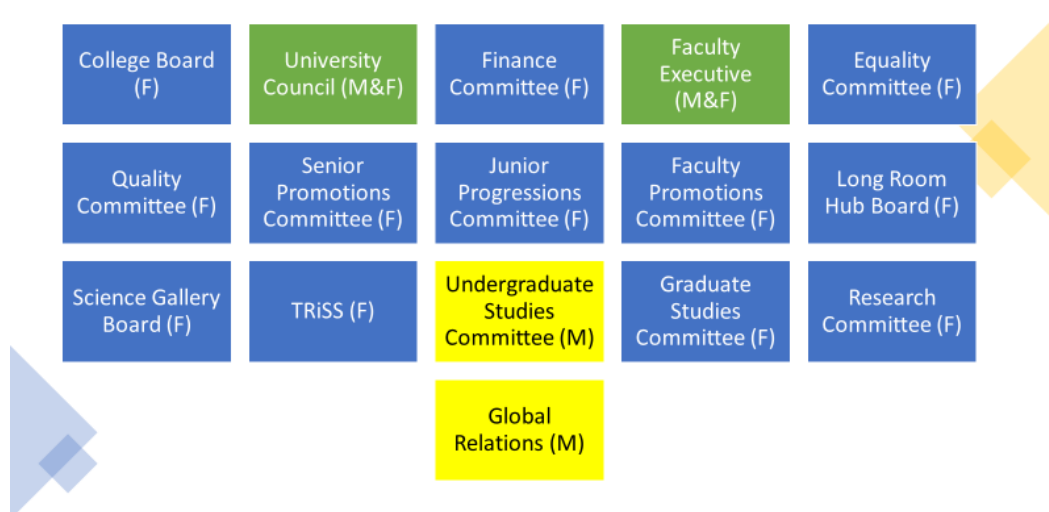 College Board
(F)
University
Council (M&F)
Finance
Committee (F)
Faculty
Executive
(M&F)
Equality
Committee (F)
Quality
Committee (F)
Senior
Promotions
Committee (F)
Junior
Progressions
Committee (F)
Faculty
Promotions
Committee (F)
Long Room
Hub Board (F)
Science Gallery
Board (F)
TRiSS (F)
Undergraduate
Studies
Committee (M)
Graduate
Studies
Committee (F)
Research
Committee (F)
Global
Relations (M)